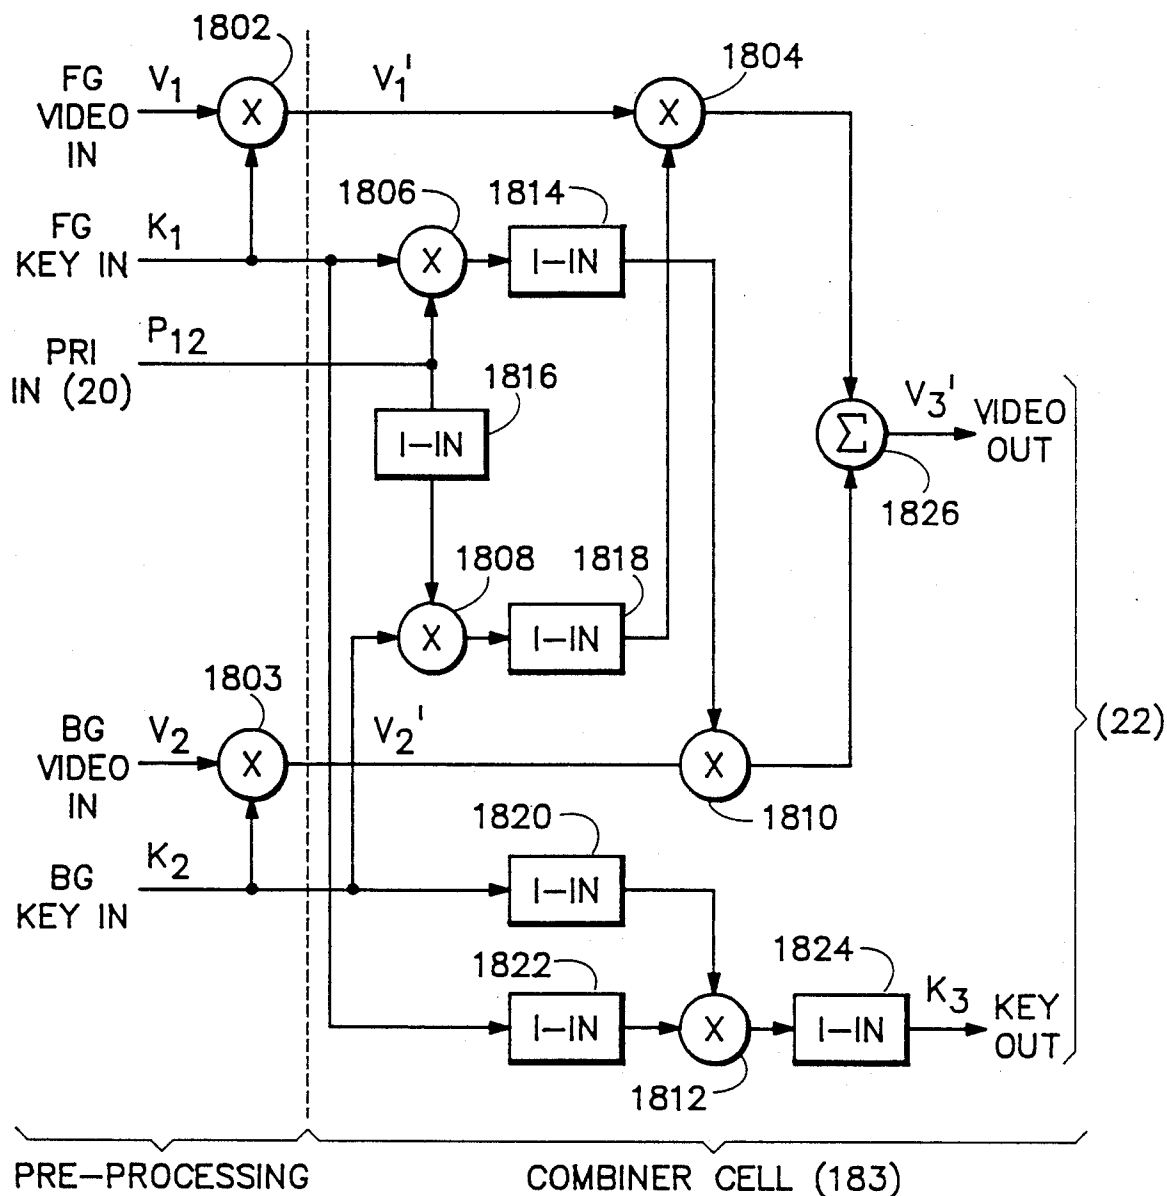 1802
FG
VIDEO
IN
V1
X
V1'
X
1804
1806
1814
FG
KEY IN
K1
X
I-IN
PRI
IN (20)
P12
1816
I-IN
V3'
VIDEO
OUT
Σ
1826
1808
1818
X
I-IN
1803
BG
VIDEO
IN
V2
X
V2'
X
1810
(22)
1820
BG
KEY IN
K2
I-IN
1822
1824
I-IN
X
I-IN
K3
KEY
OUT
1812
PRE-PROCESSING
COMBINER CELL (183)